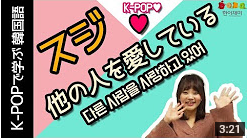 K-POPで学ぶ韓国語
K-POP
スジ
他の人を愛している
다른 사람을 사랑하고 있어
3:21